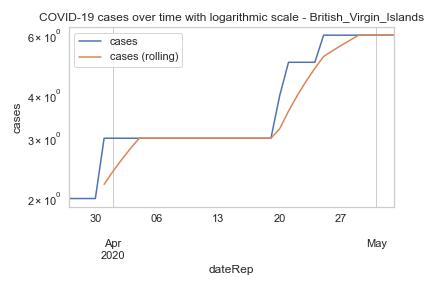 COVID-19 cases over time with logarithmic scale - British_Virgin_Islands
cases
cases (rolling)
6 × 10⁰
4 × 10⁰
3 × 10⁰
2 × 10⁰
cases
30 06 13 20 27
Apr May
2020
dateRep